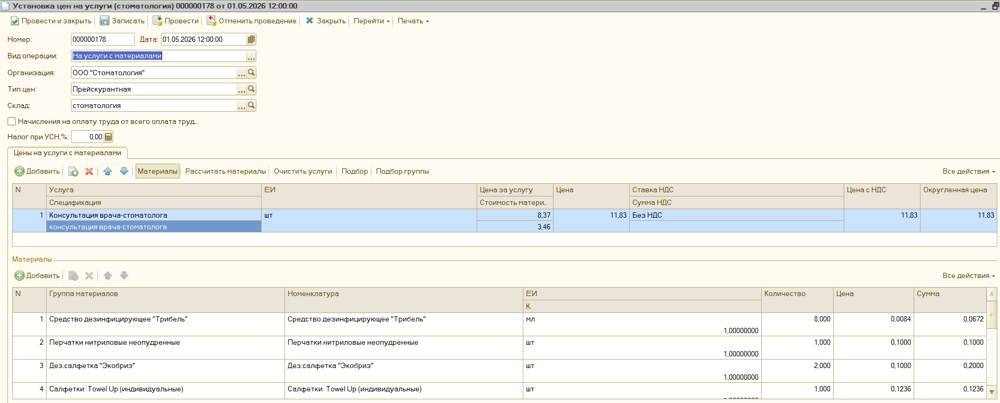 Установка цен на услуги (стоматология) 000000178 от 01.05.2026 12:00:00
Провести и закрыть Записать Провести Отменить проведение Закрыть Перейти Печать
Номер: 000000178 Дата: 01.05.2026 12:00:00
Вид операции: На услуги с материалами ...
Организация: ООО "Стоматология" ...
Тип цен: Прейскурантная ...
Склад: стоматология ...
Начисления на оплату труда от всего оплата труд...
Налог при УСН,%: 0,00
Цены на услуги с материалами
Добавить Материалы Рассчитать материалы Очистить услуги Подбор Подбор группы Все действия
N Услуга ЕИ Цена за услугу Цена Ставка НДС Цена с НДС Округленная цена
Спецификация Стоимость матери... Сумма НДС
1 Консультация врача-стоматолога шт 8,37 11,83 Без НДС 11,83 11,83
консультация врача-стоматолога 3,46
Материалы
Добавить Все действия
N Группа материалов Номенклатура ЕИ Количество Цена Сумма
К.
1 Средство дезинфицирующее "Трибель" Средство дезинфицирующее "Трибель" мл 8,000 0,0084 0,0672
1,00000000
2 Перчатки нитриловые неопудренные Перчатки нитриловые неопудренные шт 1,000 0,1000 0,1000
1,00000000
3 Дез.салфетка "Экобриз" Дез.салфетка "Экобриз" шт 2,000 0,1000 0,2000
1,00000000
4 Салфетки Towel Up (индивидуальные) Салфетки Towel Up (индивидуальные) шт 1,000 0,1236 0,1236